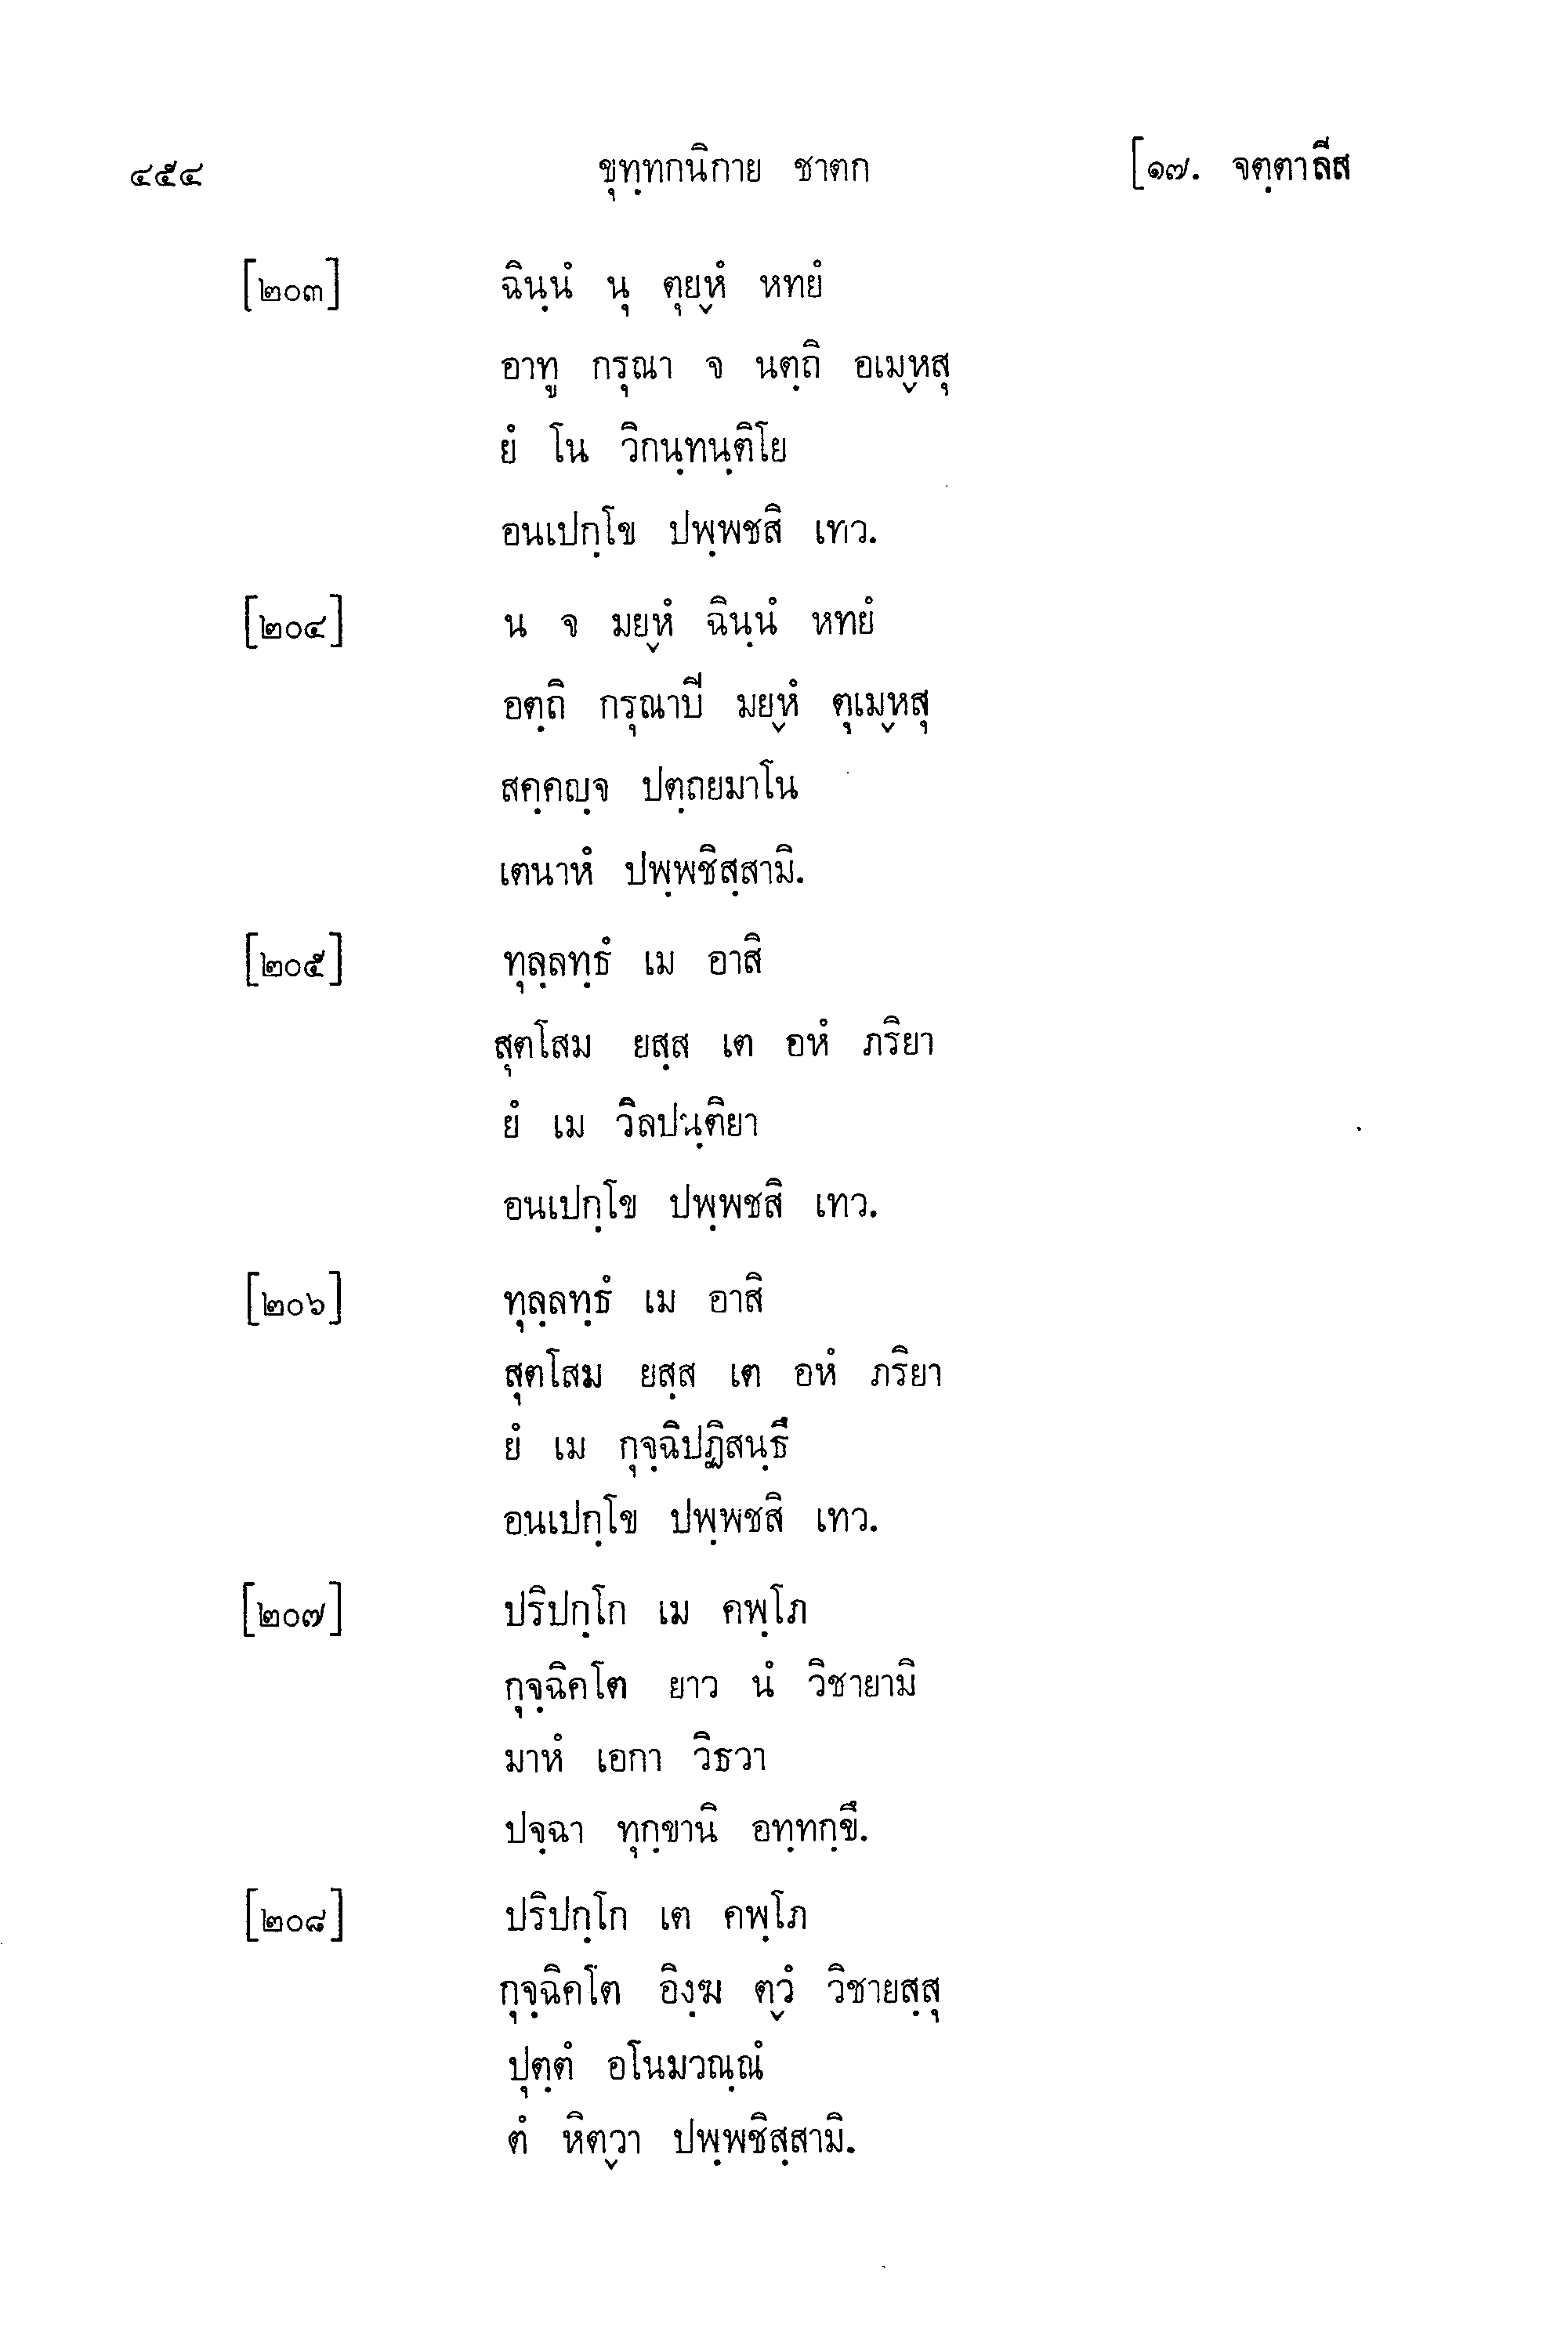 ๔๕๔ ขุทฺทกนิกาย ชาตก [๑๗. จตฺตาลีส
[๒๐๓] ฉินฺนํ นุ ตุยฺหํ หทยํ
อาทู กรุณา จ นตฺถิ อเมฺหสุ
ยํ โน วิกนฺทนฺติโย
อนเปกฺโข ปพฺพชสิ เทว.
[๒๐๔] น จ มยฺหํ ฉินฺนํ หทยํ
อตฺถิ กรุณาปี มยฺหํ ตุเมฺหสุ
สคฺคญฺจ ปตฺถยมาโน
เตนาหํ ปพฺพชิสฺสามิ.
[๒๐๕] ทุลฺลทฺธํ เม อาสิ
สุตโสม ยสฺส เต อหํ ภริยา
ยํ เม วิลปนฺติยา
อนเปกฺโข ปพฺพชสิ เทว.
[๒๐๖] ทุลฺลทฺธํ เม อาสิ
สุตโสม ยสฺส เต อหํ ภริยา
ยํ เม กุจฺฉิปฏิสนฺธึ
อนเปกฺโข ปพฺพชสิ เทว.
[๒๐๗] ปริปกฺโก เม คพฺโภ
กุจฺฉิคโต ยาว นํ วิชายามิ
มาหํ เอกา วิธวา
ปจฺฉา ทุกฺขานิ อทฺทกฺขึ.
[๒๐๘] ปริปกฺโก เต คพฺโภ
กุจฺฉิคโต อิงฺฆ ตฺวํ วิชายสฺสุ
ปุตฺตํ อโนมวณฺณํ
ตํ หิตฺวา ปพฺพชิสฺสามิ.